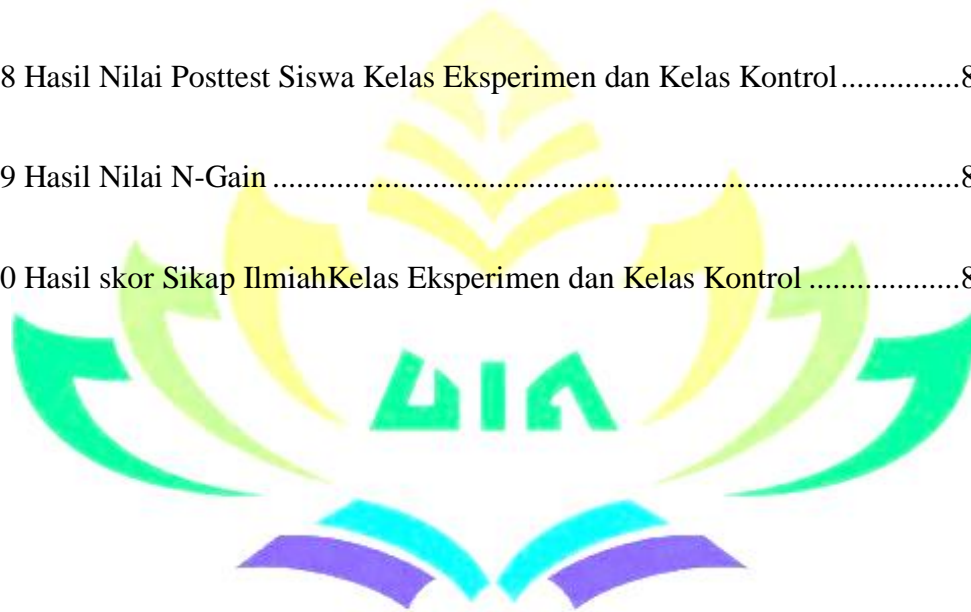 8 Hasil Nilai Posttest Siswa Kelas Eksperimen dan Kelas Kontrol...............8
9 Hasil Nilai N-Gain ......................................................................................8
0 Hasil skor Sikap IlmiahKelas Eksperimen dan Kelas Kontrol ...................8
UIN